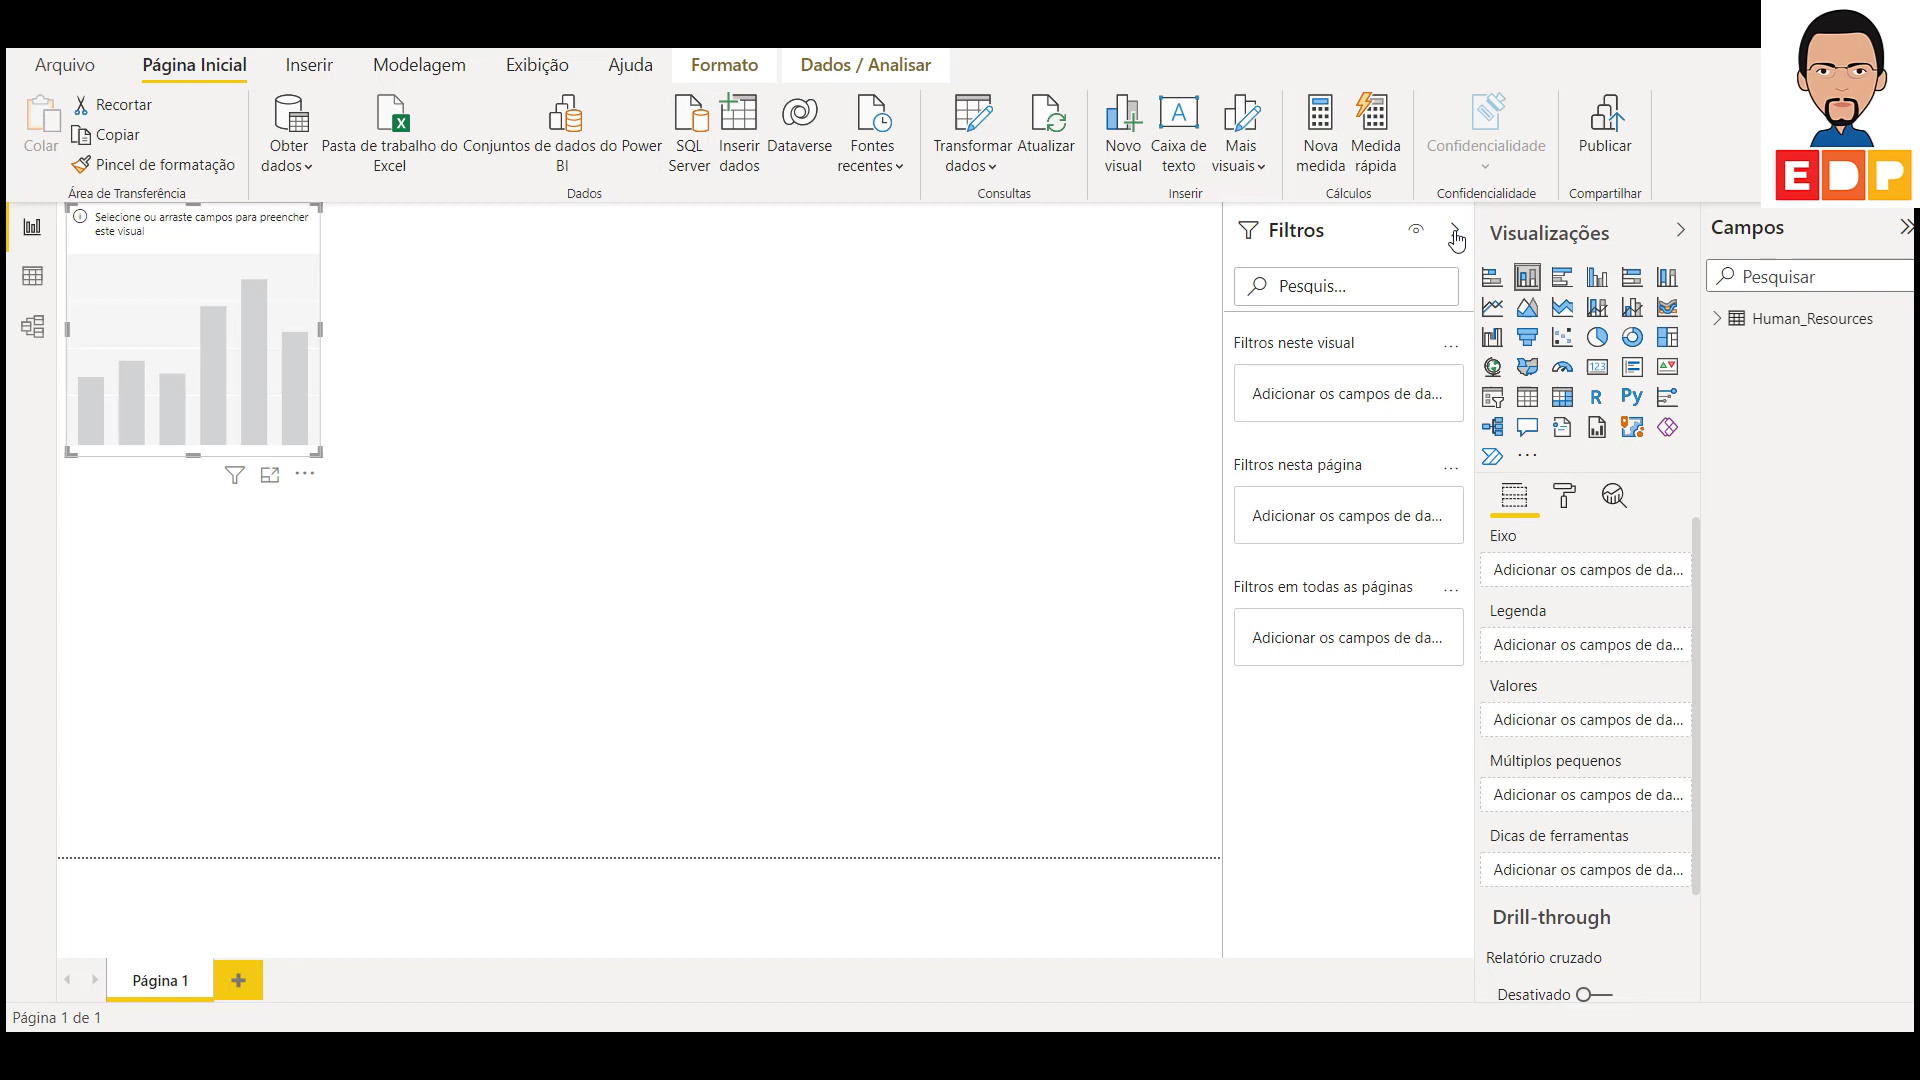 Arquivo
Página Inicial
Inserir
Modelagem
Exibição
Ajuda
Formato
Dados / Analisar
Colar
Recortar
Copiar
Pincel de formatação
Área de Transferência
Obter
dados
Pasta de trabalho do
Excel
Conjuntos de dados do Power
BI
SQL
Server
Inserir
dados
Dataverse
Fontes
recentes
Dados
Transformar
dados
Atualizar
Consultas
Novo
visual
Caixa de
texto
Mais
visuais
Inserir
Nova
medida
Medida
rápida
Cálculos
Confidencialidade
Confidencialidade
Publicar
Compartilhar
EDP
Selecione ou arraste campos para preencher
este visual
Filtros
Pesquis...
Filtros neste visual
...
Adicionar os campos de da...
Filtros nesta página
...
Adicionar os campos de da...
Filtros em todas as páginas
...
Adicionar os campos de da...
Visualizações
123
R
Py
...
Eixo
Adicionar os campos de da...
Legenda
Adicionar os campos de da...
Valores
Adicionar os campos de da...
Múltiplos pequenos
Adicionar os campos de da...
Dicas de ferramentas
Adicionar os campos de da...
Drill-through
Relatório cruzado
Desativado
Campos
Pesquisar
Human_Resources
Página 1
Página 1 de 1